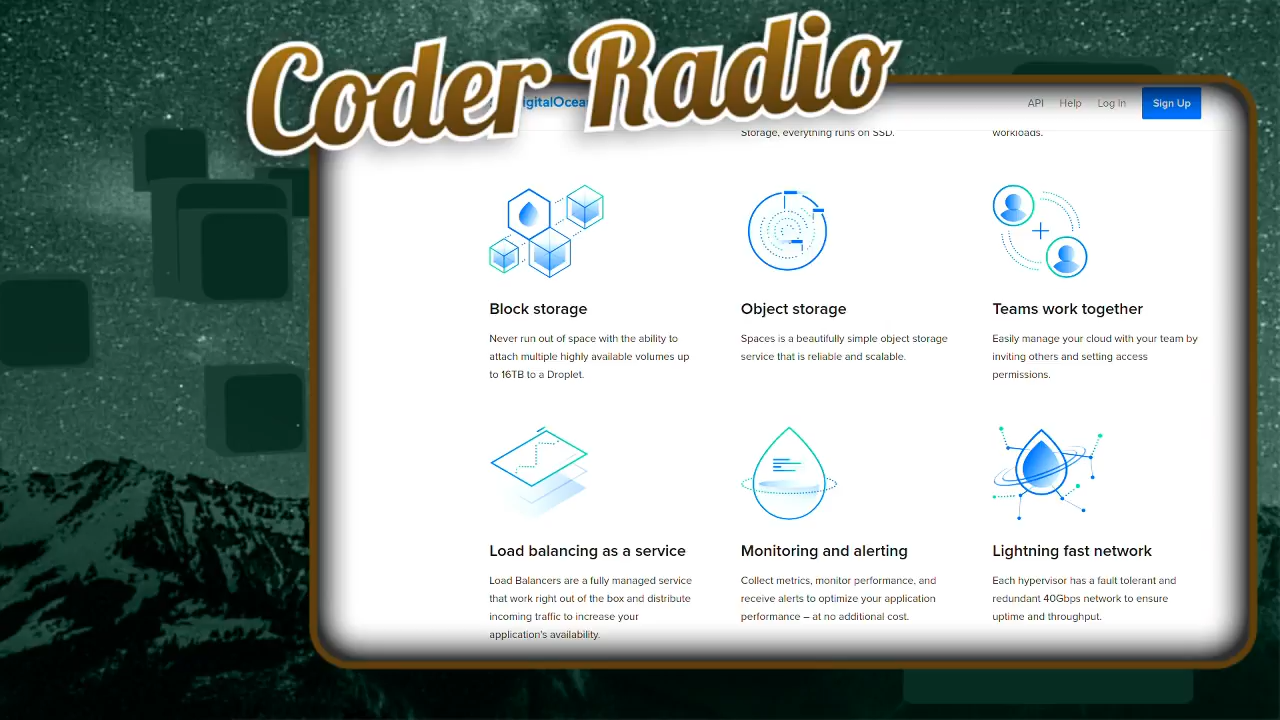 Coder Radio
DigitalOcean
API Help Log In Sign Up
Storage, everything runs on SSD.
workloads.
Block storage
Never run out of space with the ability to
attach multiple highly available volumes up
to 16TB to a Droplet.
Object storage
Spaces is a beautifully simple object storage
service that is reliable and scalable.
Teams work together
Easily manage your cloud with your team by
inviting others and setting access
permissions.
Load balancing as a service
Load Balancers are a fully managed service
that work right out of the box and distribute
incoming traffic to increase your
application's availability.
Monitoring and alerting
Collect metrics, monitor performance, and
receive alerts to optimize your application
performance – at no additional cost.
Lightning fast network
Each hypervisor has a fault tolerant and
redundant 40Gbps network to ensure
uptime and throughput.